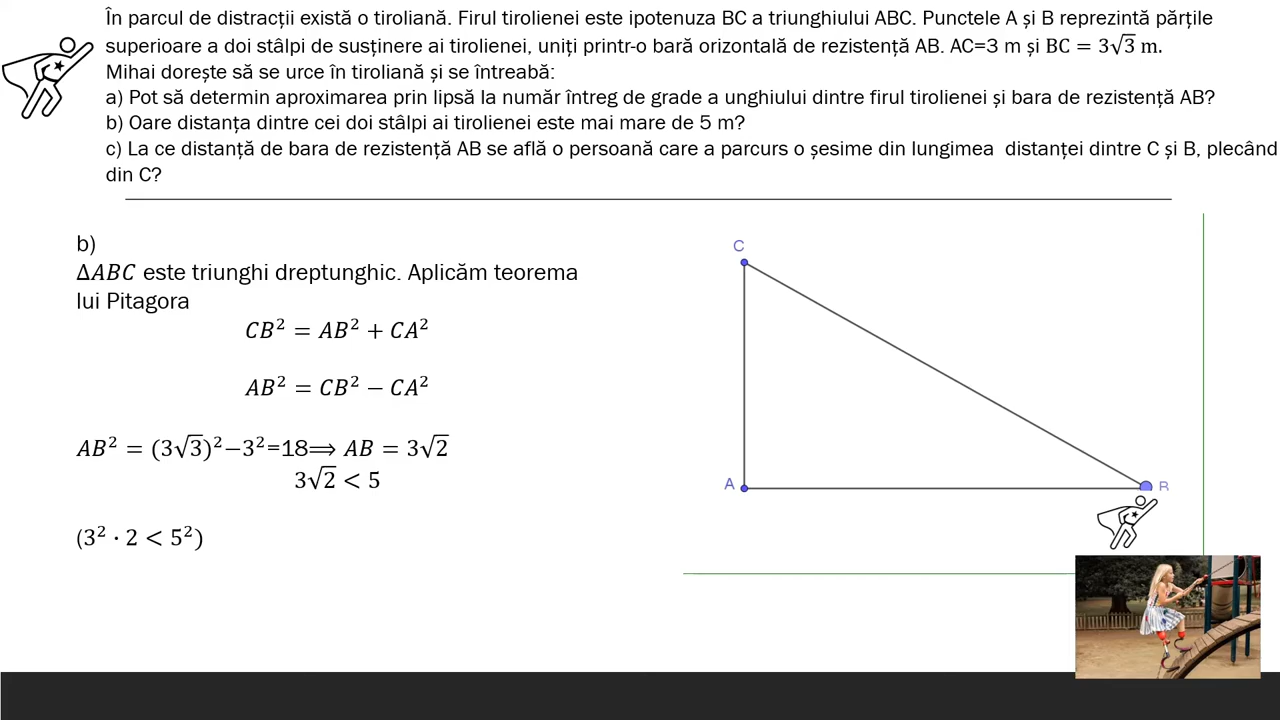 În parcul de distracții există o tiroliană. Firul tirolienei este ipotenuza BC a triunghiului ABC. Punctele A și B reprezintă părțile
superioare a doi stâlpi de susținere ai tirolienei, uniți printr-o bară orizontală de rezistență AB. AC=3 m și BC = 3√3 m.
Mihai dorește să se urce în tiroliană și se întreabă:
a) Pot să determin aproximarea prin lipsă la număr întreg de grade a unghiului dintre firul tirolienei și bara de rezistență AB?
b) Oare distanța dintre cei doi stâlpi ai tirolienei este mai mare de 5 m?
c) La ce distanță de bara de rezistență AB se află o persoană care a parcurs o șesime din lungimea distanței dintre C și B, plecând
din C?
b)
Δ𝐴𝐵𝐶 este triunghi dreptunghic. Aplicăm teorema
lui Pitagora
𝐶𝐵² = 𝐴𝐵² + 𝐶𝐴²
𝐴𝐵² = 𝐶𝐵² − 𝐶𝐴²
𝐴𝐵² = (3√3)²−3²=18⟹ 𝐴𝐵 = 3√2
3√2 < 5
(3² · 2 < 5²)
C
A
B